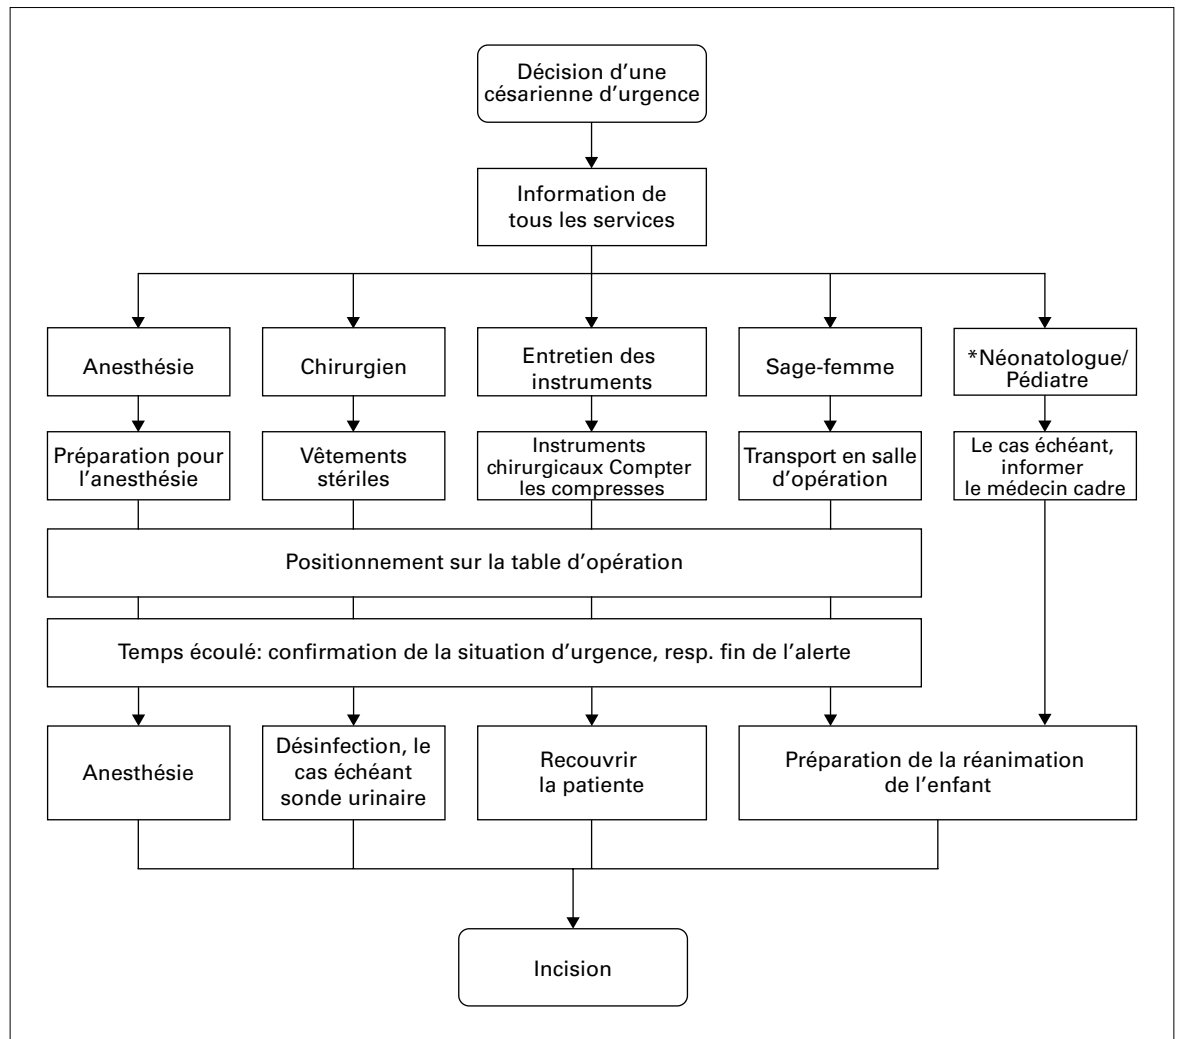 Décision d’une
césarienne d’urgence
Information de
tous les services
Anesthésie
Chirurgien
Entretien des
instruments
Sage-femme
*Néonatologue/
Pédiatre
Préparation pour
l’anesthésie
Vêtements
stériles
Instruments
chirurgicaux Compter
les compresses
Transport en salle
d’opération
Le cas échéant,
informer
le médecin cadre
Positionnement sur la table d’opération
Temps écoulé: confirmation de la situation d’urgence, resp. fin de l’alerte
Anesthésie
Désinfection, le
cas échéant
sonde urinaire
Recouvrir
la patiente
Préparation de la réanimation
de l’enfant
Incision